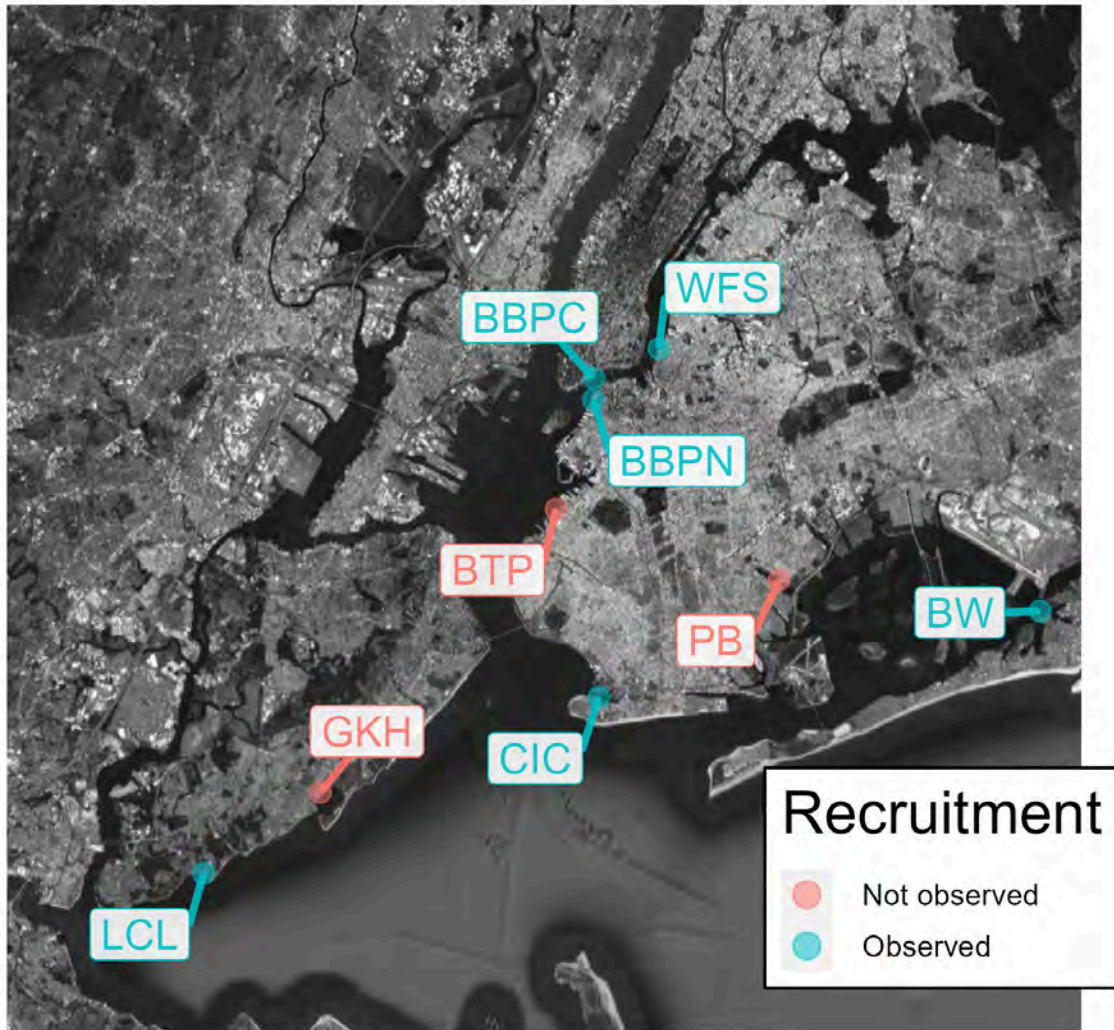 WFS
BBPC
BBPN
BTP
BW
PB
GKH
CIC
LCL
Recruitment
Not observed
Observed